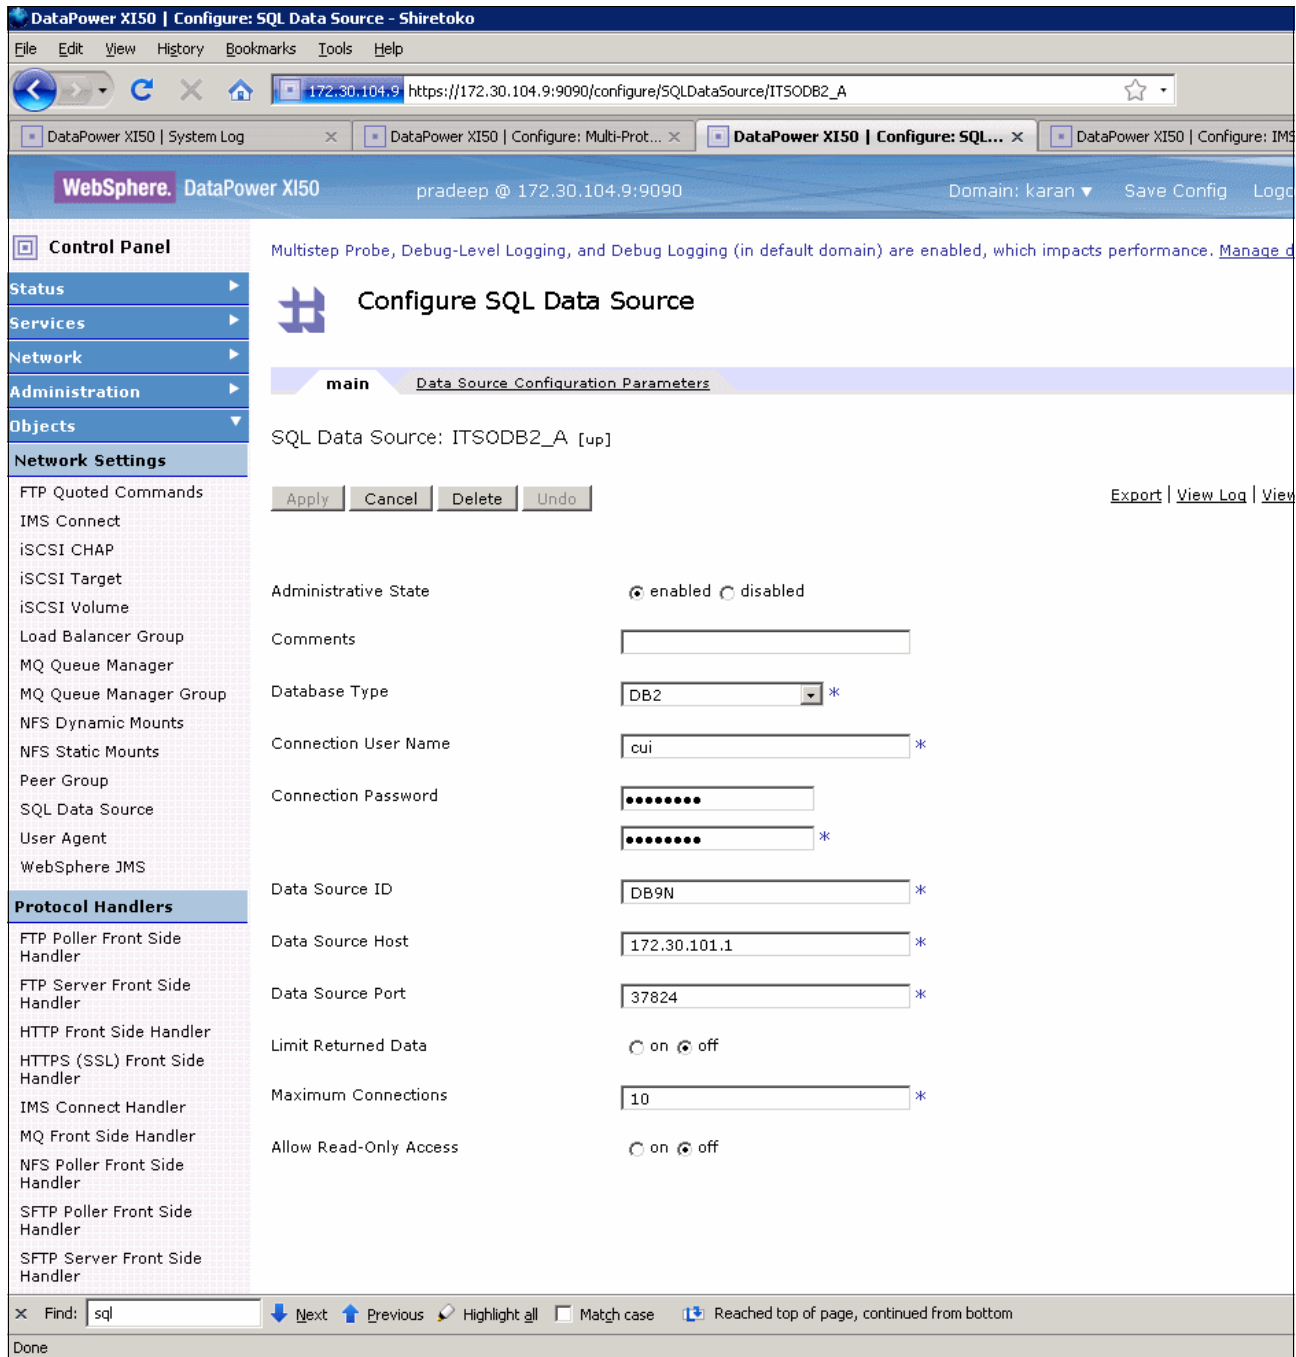 DataPower XI50 | Configure: SQL Data Source - Shiretoko
File Edit View History Bookmarks Tools Help
172.30.104.9 https://172.30.104.9:9090/configure/SQLDataSource/ITSODB2_A
DataPower XI50 | System Log
DataPower XI50 | Configure: Multi-Prot...
DataPower XI50 | Configure: SQL...
DataPower XI50 | Configure: IMS
WebSphere. DataPower XI50 pradeep @ 172.30.104.9:9090 Domain: karan Save Config Logo
Control Panel
Status
Services
Network
Administration
Objects
Network Settings
FTP Quoted Commands
IMS Connect
iSCSI CHAP
iSCSI Target
iSCSI Volume
Load Balancer Group
MQ Queue Manager
MQ Queue Manager Group
NFS Dynamic Mounts
NFS Static Mounts
Peer Group
SQL Data Source
User Agent
WebSphere JMS
Protocol Handlers
FTP Poller Front Side
Handler
FTP Server Front Side
Handler
HTTP Front Side Handler
HTTPS (SSL) Front Side
Handler
IMS Connect Handler
MQ Front Side Handler
NFS Poller Front Side
Handler
SFTP Poller Front Side
Handler
SFTP Server Front Side
Handler
Multistep Probe, Debug-Level Logging, and Debug Logging (in default domain) are enabled, which impacts performance. Manage d
Configure SQL Data Source
main Data Source Configuration Parameters
SQL Data Source: ITSODB2_A [up]
Apply Cancel Delete Undo Export | View Log | View
Administrative State enabled disabled
Comments
Database Type DB2 *
Connection User Name cui *
Connection Password ••••••••
•••••••• *
Data Source ID DB9N *
Data Source Host 172.30.101.1 *
Data Source Port 37824 *
Limit Returned Data on off
Maximum Connections 10 *
Allow Read-Only Access on off
Find: sql Next Previous Highlight all Match case Reached top of page, continued from bottom
Done